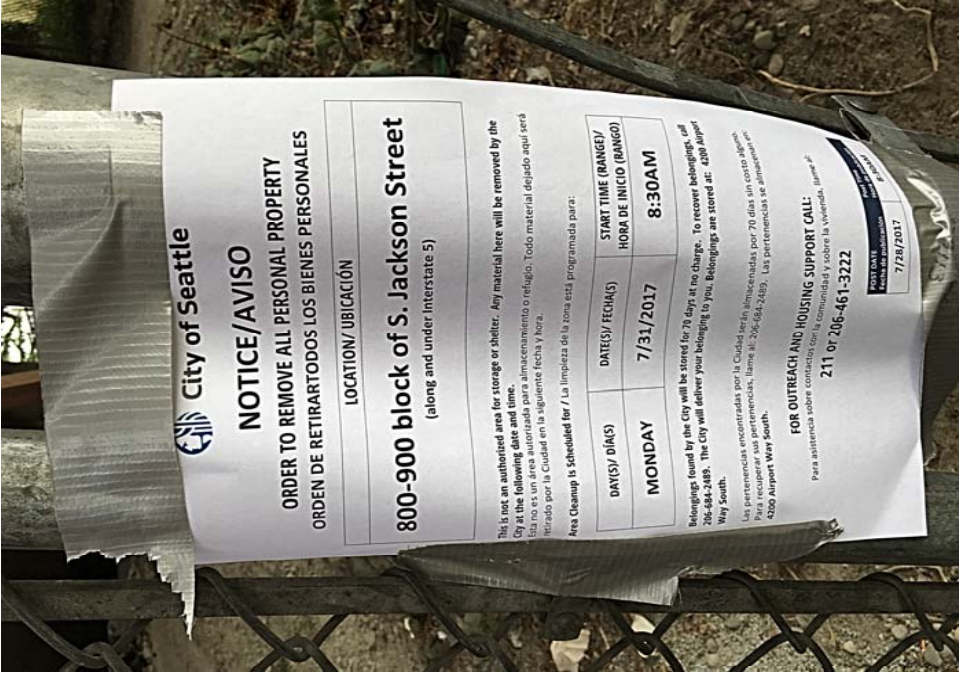 City of Seattle
NOTICE/AVISO
ORDER TO REMOVE ALL PERSONAL PROPERTY
ORDEN DE RETIRARTODOS LOS BIENES PERSONALES
LOCATION/ UBICACIÓN
800-900 block of S. Jackson Street
(along and under Interstate 5)
This is not an authorized area for storage or shelter. Any material here will be removed by the
City at the following date and time.
Esta no es un área autorizada para almacenamiento o refugio. Todo material dejado aquí será
retirado por la Ciudad en la siguiente fecha y hora.
Area Cleanup is Scheduled for / La limpieza de la zona está programada para:
DAY(S)/ DÍA(S) DATE(S)/ FECHA(S) START TIME (RANGE)/
HORA DE INICIO (RANGO)
MONDAY 7/31/2017 8:30AM
Belongings found by the City will be stored for 70 days at no charge. To recover belongings, call
206-684-2489. The City will deliver your belonging to you. Belongings are stored at: 4200 Airport
Way South.
Las pertenencias encontradas por la Ciudad serán almacenadas por 70 días sin costo alguno.
Para recuperar sus pertenencias, llame al: 206-684-2489. Las pertenencias se almacenan en:
4200 Airport Way South.
FOR OUTREACH AND HOUSING SUPPORT CALL:
Para asistencia sobre contactos con la comunidad y sobre la vivienda, llame al:
211 or 206-461-3222
POST DATE
Fecha de publicación
7/28/2017